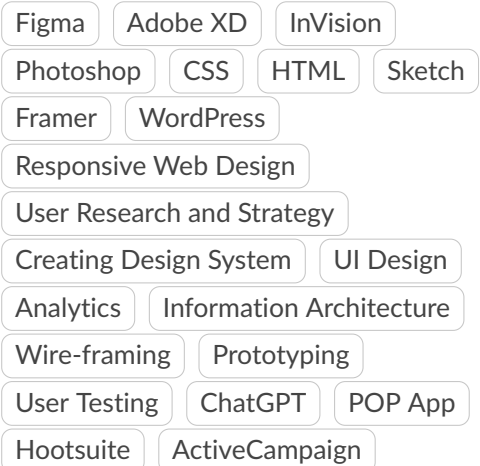 Figma Adobe XD InVision
Photoshop CSS HTML Sketch
Framer WordPress
Responsive Web Design
User Research and Strategy
Creating Design System UI Design
Analytics Information Architecture
Wire-framing Prototyping
User Testing ChatGPT POP App
Hootsuite ActiveCampaign